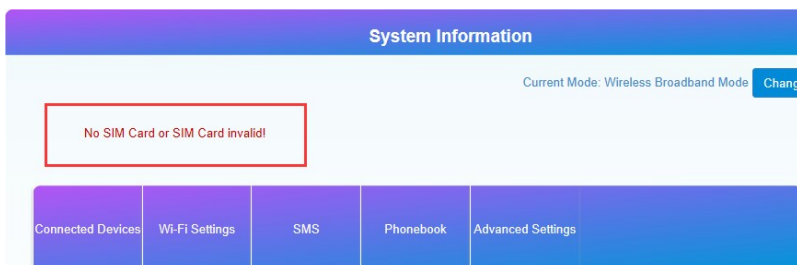 System Information
Current Mode: Wireless Broadband Mode
No SIM Card or SIM Card invalid!
Connected Devices Wi-Fi Settings SMS Phonebook Advanced Settings